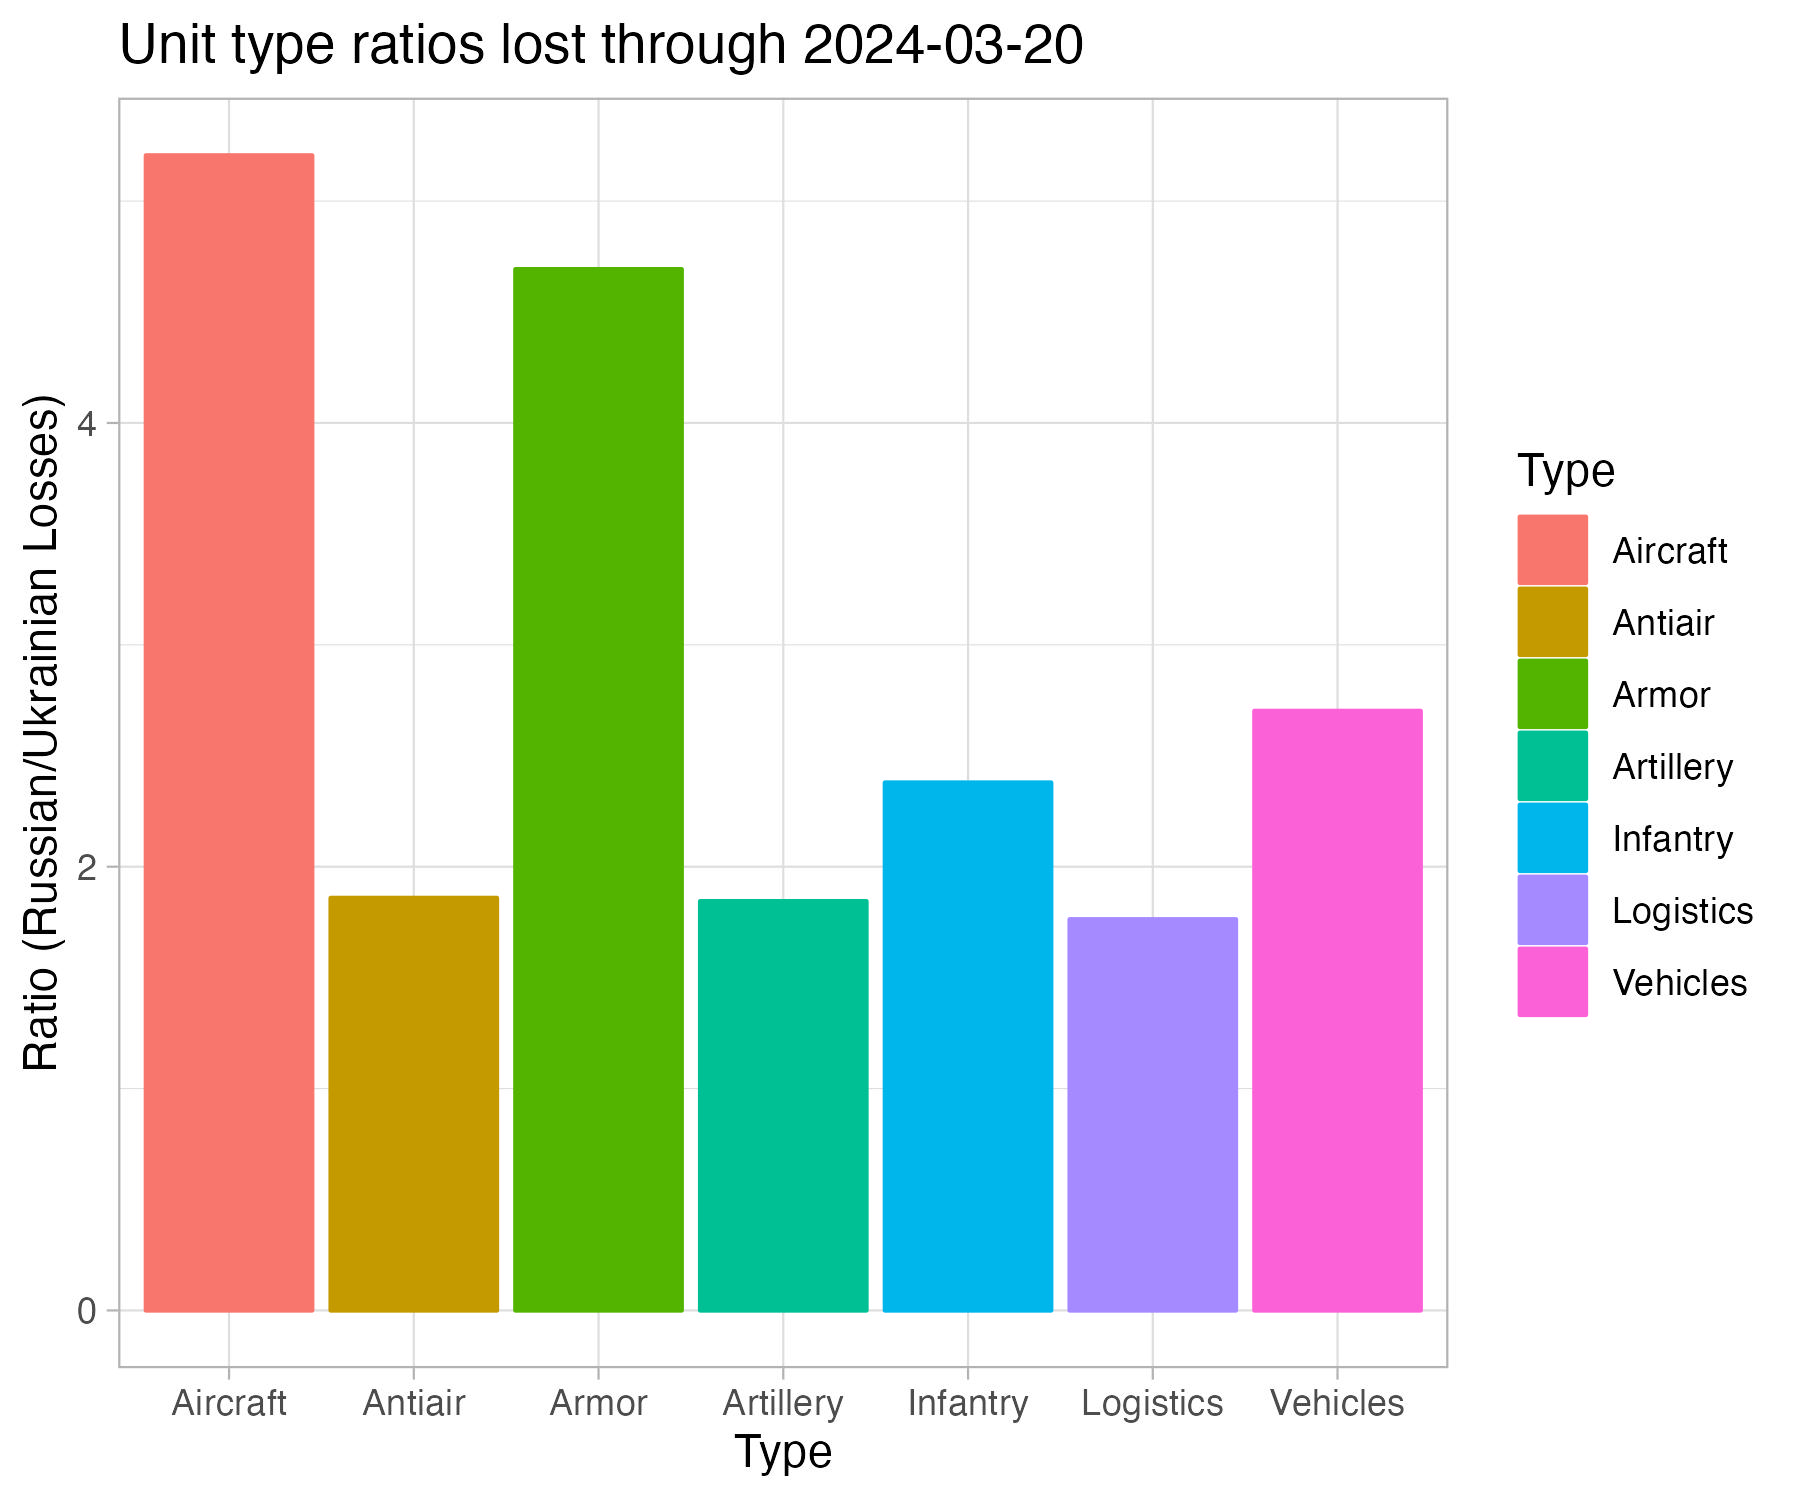 Unit type ratios lost through 2024-03-20
Ratio (Russian/Ukrainian Losses)
4
2
0
Aircraft
Antiair
Armor
Artillery
Infantry
Logistics
Vehicles
Type
Type
Aircraft
Antiair
Armor
Artillery
Infantry
Logistics
Vehicles